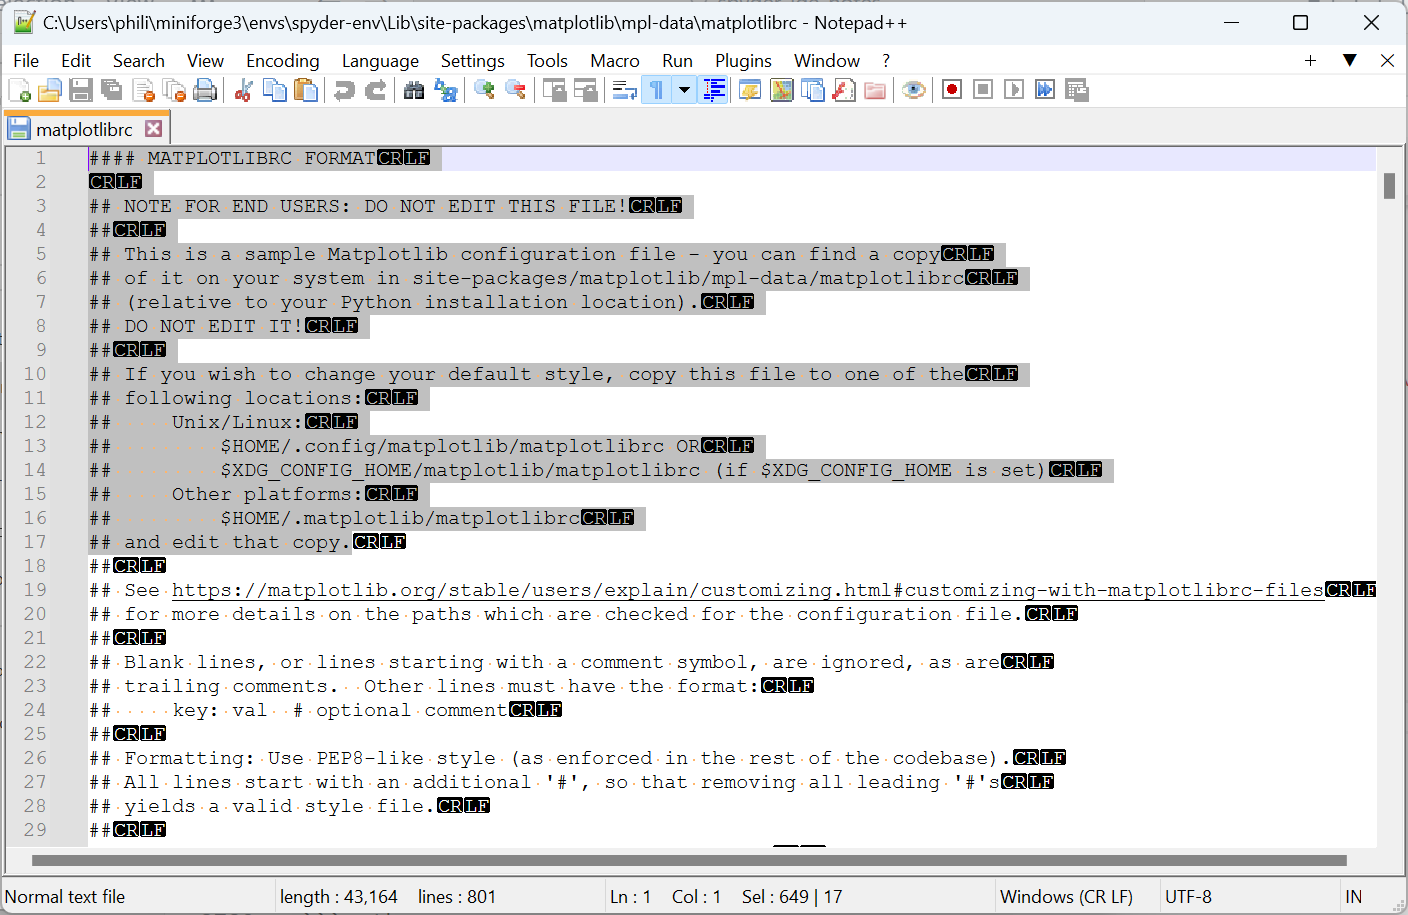 C:\Users\phili\miniforge3\envs\spyder-env\Lib\site-packages\matplotlib\mpl-data\matplotlibrc - Notepad++
File Edit Search View Encoding Language Settings Tools Macro Run Plugins Window ?
matplotlibrc
1 #### MATPLOTLIBRC FORMATCRLF
2 CRLF
3 ## NOTE FOR END USERS: DO NOT EDIT THIS FILE!CRLF
4 ##CRLF
5 ## This is a sample Matplotlib configuration file - you can find a copyCRLF
6 ## of it on your system in site-packages/matplotlib/mpl-data/matplotlibrcCRLF
7 ## (relative to your Python installation location).CRLF
8 ## DO NOT EDIT IT!CRLF
9 ##CRLF
10 ## If you wish to change your default style, copy this file to one of theCRLF
11 ## following locations:CRLF
12 ##     Unix/Linux:CRLF
13 ##         $HOME/.config/matplotlib/matplotlibrc ORCRLF
14 ##         $XDG_CONFIG_HOME/matplotlib/matplotlibrc (if $XDG_CONFIG_HOME is set)CRLF
15 ##     Other platforms:CRLF
16 ##         $HOME/.matplotlib/matplotlibrcCRLF
17 ## and edit that copy.CRLF
18 ##CRLF
19 ## See https://matplotlib.org/stable/users/explain/customizing.html#customizing-with-matplotlibrc-filesCRLF
20 ## for more details on the paths which are checked for the configuration file.CRLF
21 ##CRLF
22 ## Blank lines, or lines starting with a comment symbol, are ignored, as areCRLF
23 ## trailing comments.  Other lines must have the format:CRLF
24 ##     key: val  # optional commentCRLF
25 ##CRLF
26 ## Formatting: Use PEP8-like style (as enforced in the rest of the codebase).CRLF
27 ## All lines start with an additional '#', so that removing all leading '#'sCRLF
28 ## yields a valid style file.CRLF
29 ##CRLF
Normal text file length : 43,164 lines : 801 Ln : 1 Col : 1 Sel : 649 | 17 Windows (CR LF) UTF-8 IN